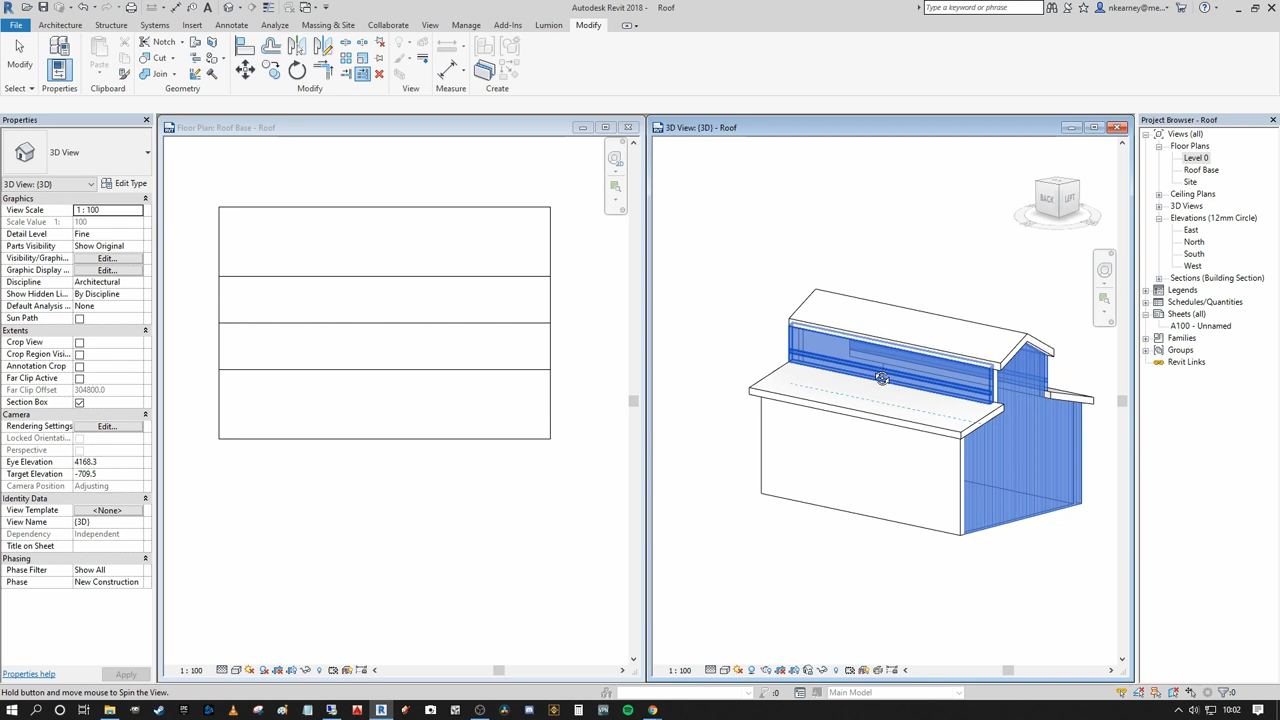 Autodesk Revit 2018 - Roof
Type a keyword or phrase
nkearney@me...
File Architecture Structure Systems Insert Annotate Analyze Massing & Site Collaborate View Manage Add-Ins Lumion Modify
Modify
Paste
Notch
Cut
Join
Select Properties Clipboard Geometry Modify View Measure Create
Properties
3D View
3D View: {3D} Edit Type
Graphics
View Scale 1 : 100
Scale Value 1: 100
Detail Level Fine
Parts Visibility Show Original
Visibility/Graphi... Edit...
Graphic Display ... Edit...
Discipline Architectural
Show Hidden Li... By Discipline
Default Analysis ... None
Sun Path
Extents
Crop View
Crop Region Visi...
Annotation Crop
Far Clip Active
Far Clip Offset 304800.0
Section Box
Camera
Rendering Settings Edit...
Locked Orientati...
Perspective
Eye Elevation 4168.3
Target Elevation -709.5
Camera Position Adjusting
Identity Data
View Template <None>
View Name {3D}
Dependency Independent
Title on Sheet
Phasing
Phase Filter Show All
Phase New Construction
Properties help Apply
Floor Plan: Roof Base - Roof
2D
1 : 100
3D View: {3D} - Roof
BACK LEFT
1 : 100
Project Browser - Roof
Views (all)
Floor Plans
Level 0
Roof Base
Site
Ceiling Plans
3D Views
Elevations (12mm Circle)
East
North
South
West
Sections (Building Section)
Legends
Schedules/Quantities
Sheets (all)
A100 - Unnamed
Families
Groups
Revit Links
Hold button and move mouse to Spin the View.
:0
Main Model
:0
10:02